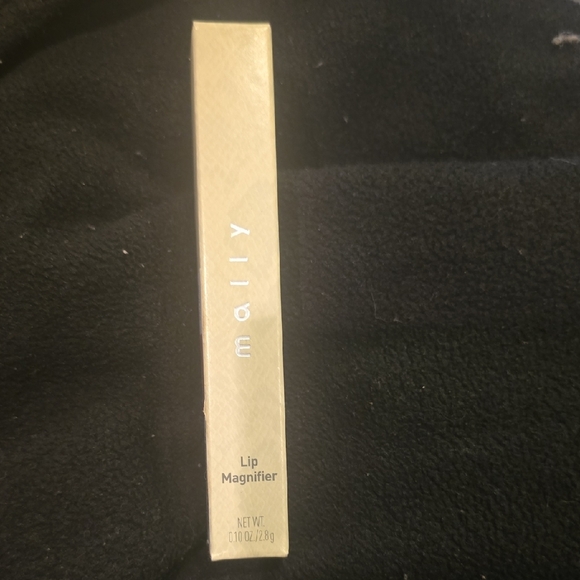 mally
Lip
Magnifier
NET WT.
0.10 OZ./2.8g